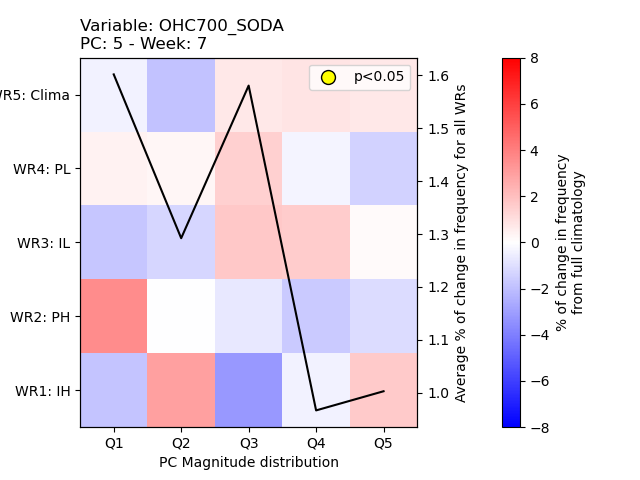 Variable: OHC700_SODA
PC: 5 - Week: 7
WR5: Clima
WR4: PL
WR3: IL
WR2: PH
WR1: IH
p<0.05
1.6
1.5
1.4
1.3
1.2
1.1
1.0
Average % of change in frequency for all WRs
8
6
4
2
0
−2
−4
−6
−8
% of change in frequency
from full climatology
Q1 Q2 Q3 Q4 Q5
PC Magnitude distribution